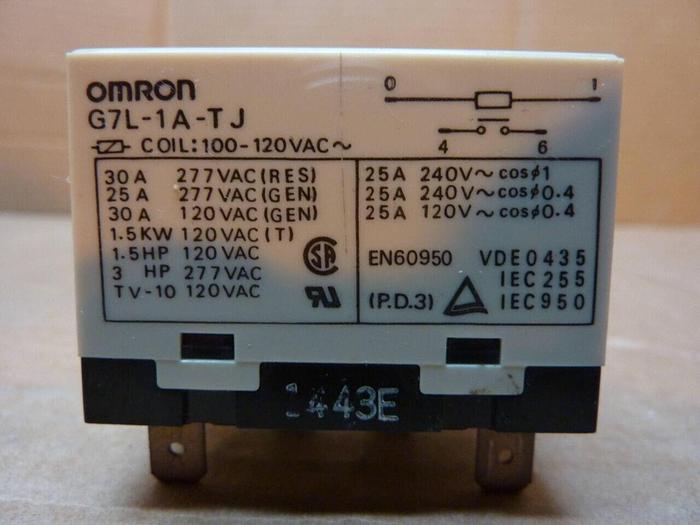 OMRON
G7L-1A-TJ
COIL:100-120VAC~
0 1
4 6
30A 277VAC(RES)
25A 277VAC(GEN)
30A 120VAC(GEN)
1.5KW 120VAC(T)
1.5HP 120VAC
3 HP 277VAC
TV-10 120VAC
SA
RU
25A 240V~cosφ1
25A 240V~cosφ0.4
25A 120V~cosφ0.4
EN60950 VDE0435
IEC255
(P.D.3) IEC950
443E